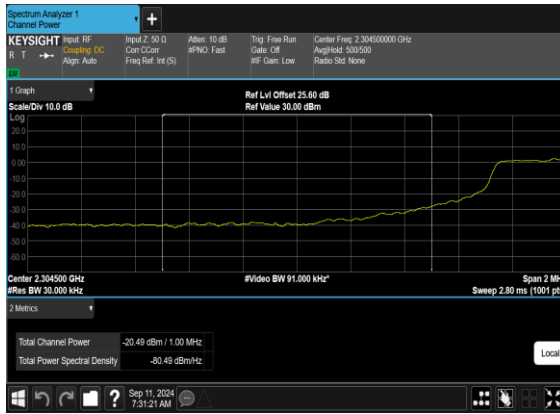 Spectrum Analyzer 1
Channel Power
+
KEYSIGHT
R T
LXI
Input: RF
Coupling: DC
Align: Auto
Input Z: 50 Ω
Corr CCorr
Freq Ref: Int (S)
Atten: 10 dB
#PNO: Fast
Trig: Free Run
Gate: Off
#IF Gain: Low
Center Freq: 2.304500000 GHz
Avg|Hold: 500/500
Radio Std: None
1 Graph
Scale/Div 10.0 dB
Ref Lvl Offset 25.60 dB
Ref Value 30.00 dBm
Log
20.0
10.0
0.00
-10.0
-20.0
-30.0
-40.0
-50.0
-60.0
Center 2.304500 GHz
#Res BW 30.000 kHz
#Video BW 91.000 kHz*
Span 2 MH
Sweep 2.80 ms (1001 pt
2 Metrics
Total Channel Power -20.49 dBm / 1.00 MHz
Total Power Spectral Density -80.49 dBm/Hz
Local
?
Sep 11, 2024
7:31:21 AM